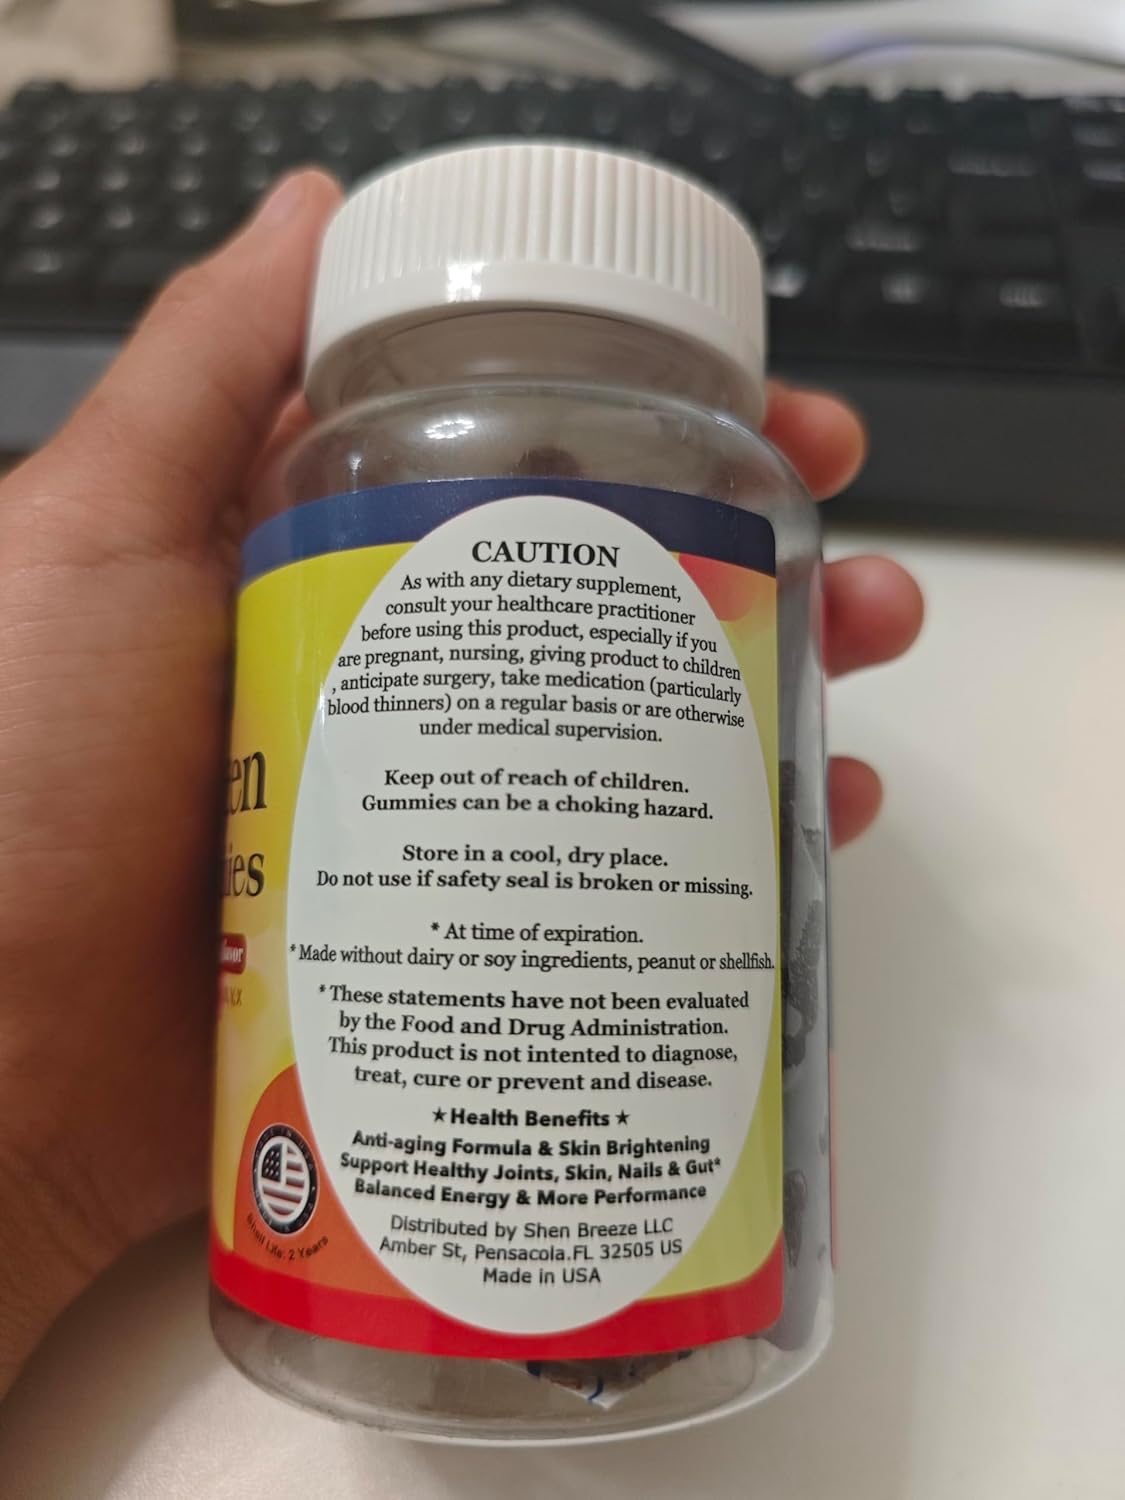 CAUTION
As with any dietary supplement,
consult your healthcare practitioner
before using this product, especially if you
are pregnant, nursing, giving product to children
, anticipate surgery, take medication (particularly
blood thinners) on a regular basis or are otherwise
under medical supervision.
Keep out of reach of children.
Gummies can be a choking hazard.
Store in a cool, dry place.
Do not use if safety seal is broken or missing.
* At time of expiration.
*Made without dairy or soy ingredients, peanut or shellfish.
*These statements have not been evaluated
by the Food and Drug Administration.
This product is not intented to diagnose,
treat, cure or prevent and disease.
★Health Benefits ★
Anti-aging Formula & Skin Brightening
Support Healthy Joints, Skin, Nails & Gut*
Balanced Energy & More Performance
Distributed by Shen Breeze LLC
Amber St, Pensacola.FL 32505 US
Made in USA
en
ies
Shelf Life: 2 Years